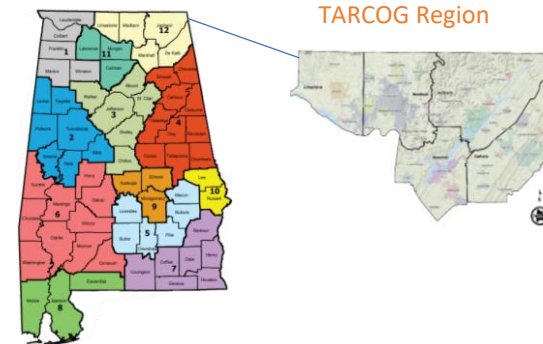 TARCOG Region
Lauderdale
Limestone
Madison
Jackson
Colbert
12
Franklin
1
Lawrence
Morgan
11
Marshall
De Kalb
Marion
Winston
Cullman
Cherokee
Etowah
Blount
Walker
Lamar
Fayette
St. Clair
Calhoun
Jefferson
3
Cleburne
Talladega
4
Pickens
Tuscaloosa
2
Shelby
Clay
Randolph
Bibb
Greene
Hale
Chilton
Coosa
Tallapoosa
Chambers
Perry
Sumter
Autauga
Elmore
Lee
10
Marengo
Dallas
Montgomery
9
Macon
Russell
Choctaw
6
Lowndes
Bullock
Wilcox
5
Clarke
Butler
Pike
Barbour
Monroe
Crenshaw
Washington
Conecuh
Coffee
Dale
Henry
7
Covington
Geneva
Houston
Escambia
Mobile
Baldwin
8
Limestone
Madison
Jackson
Marshall
DeKalb